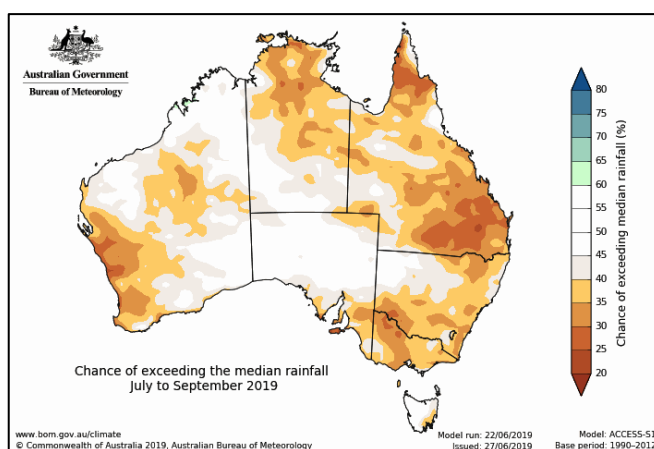 Australian Government
Bureau of Meteorology
80
75
70
65
60
55
50
45
40
35
30
25
20
Chance of exceeding median rainfall (%)
Chance of exceeding the median rainfall
July to September 2019
www.bom.gov.au/climate
© Commonwealth of Australia 2019, Australian Bureau of Meteorology
Model run: 22/06/2019
Issued: 27/06/2019
Model: ACCESS-S1
Base period: 1990-2012